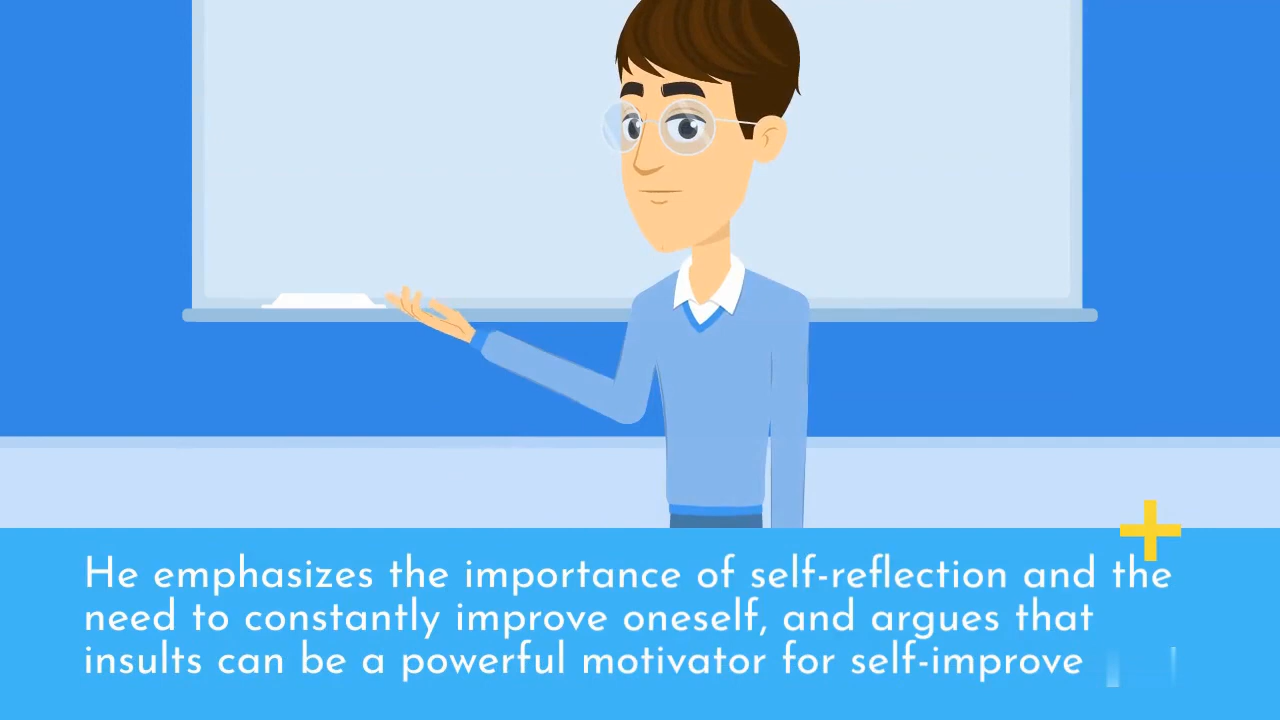 He emphasizes the importance of self-reflection and the
need to constantly improve oneself, and argues that
insults can be a powerful motivator for self-improve